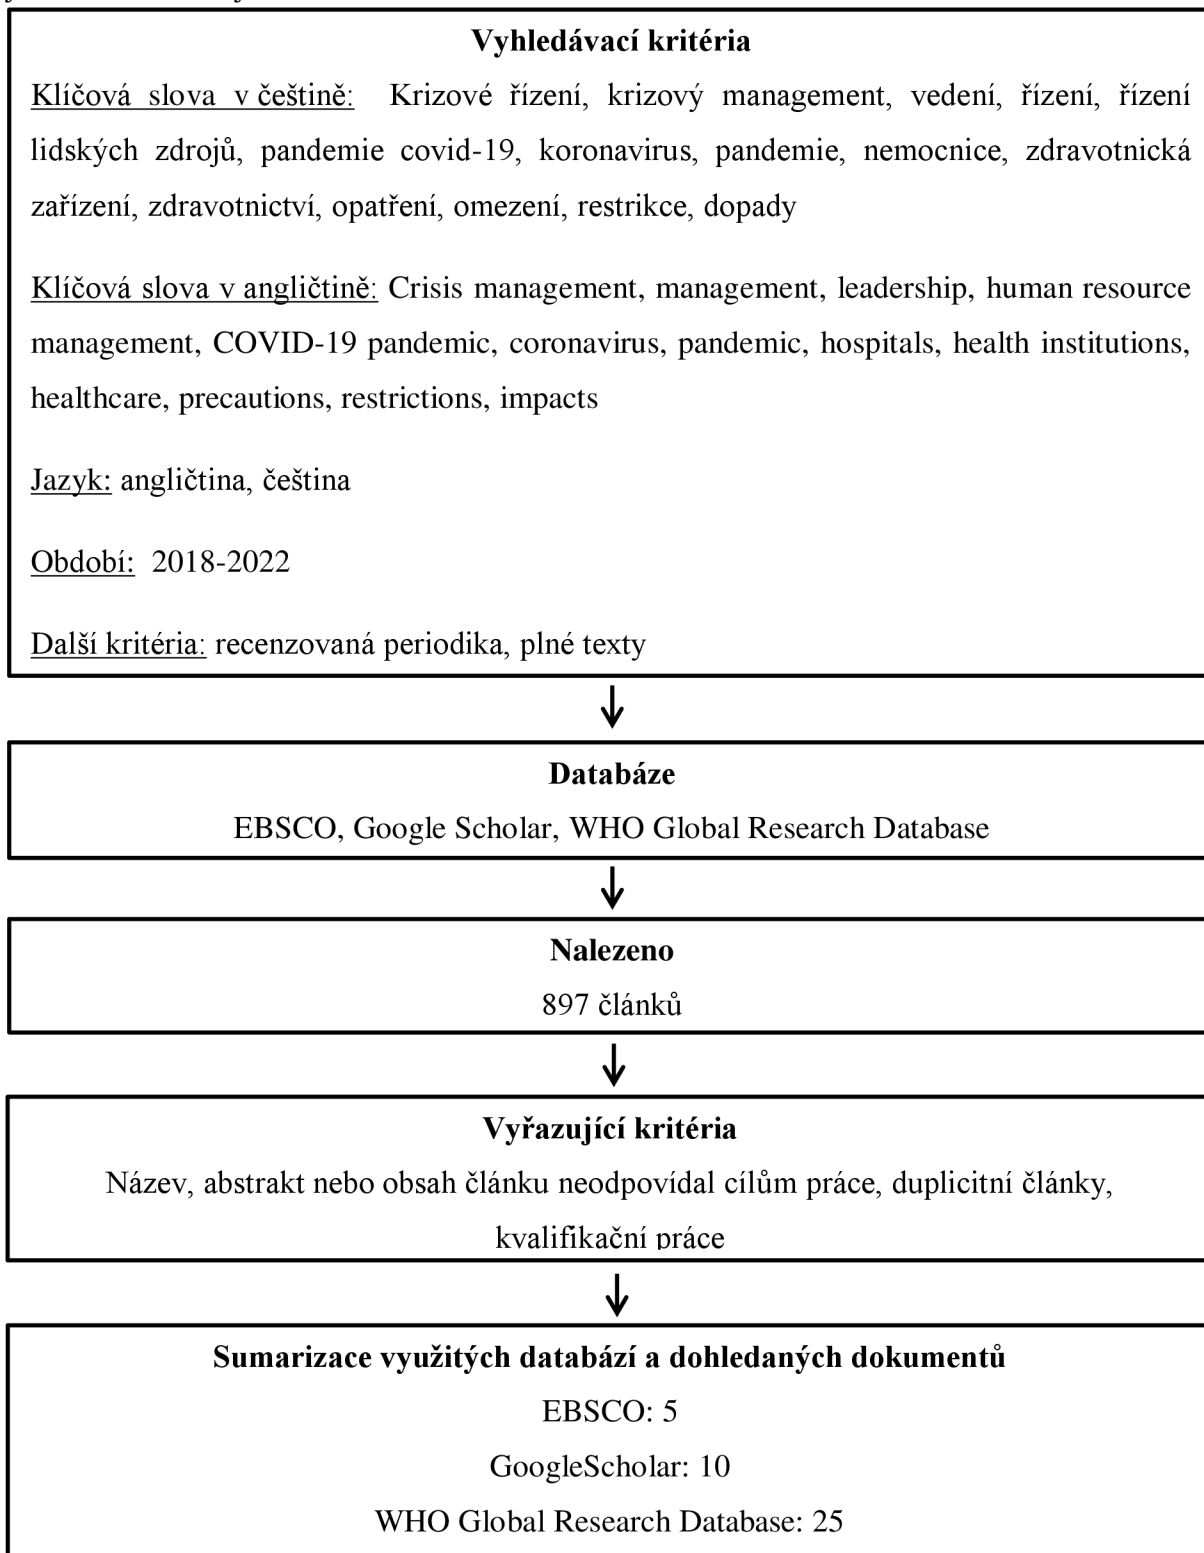 Vyhledávací kritéria
Klíčová slova v češtině: Krizové řízení, krizový management, vedení, řízení, řízení
lidských zdrojů, pandemie covid-19, koronavirus, pandemie, nemocnice, zdravotnická
zařízení, zdravotnictví, opatření, omezení, restrikce, dopady
Klíčová slova v angličtině: Crisis management, management, leadership, human resource
management, COVID-19 pandemic, coronavirus, pandemic, hospitals, health institutions,
healthcare, precautions, restrictions, impacts
Jazyk: angličtina, čeština
Období: 2018-2022
Další kritéria: recenzovaná periodika, plné texty
Databáze
EBSCO, Google Scholar, WHO Global Research Database
Nalezeno
897 článků
Vyřazující kritéria
Název, abstrakt nebo obsah článku neodpovídal cílům práce, duplicitní články,
kvalifikační práce
Sumarizace využitých databází a dohledaných dokumentů
EBSCO: 5
GoogleScholar: 10
WHO Global Research Database: 25